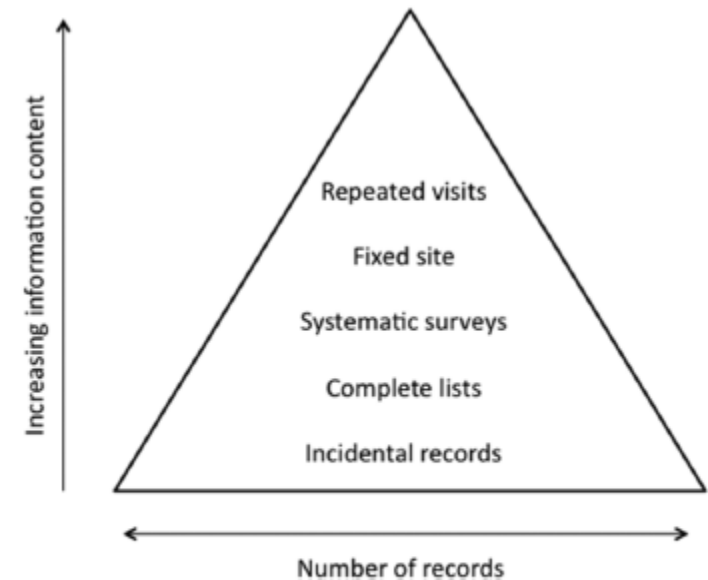 Increasing information content
Repeated visits
Fixed site
Systematic surveys
Complete lists
Incidental records
Number of records